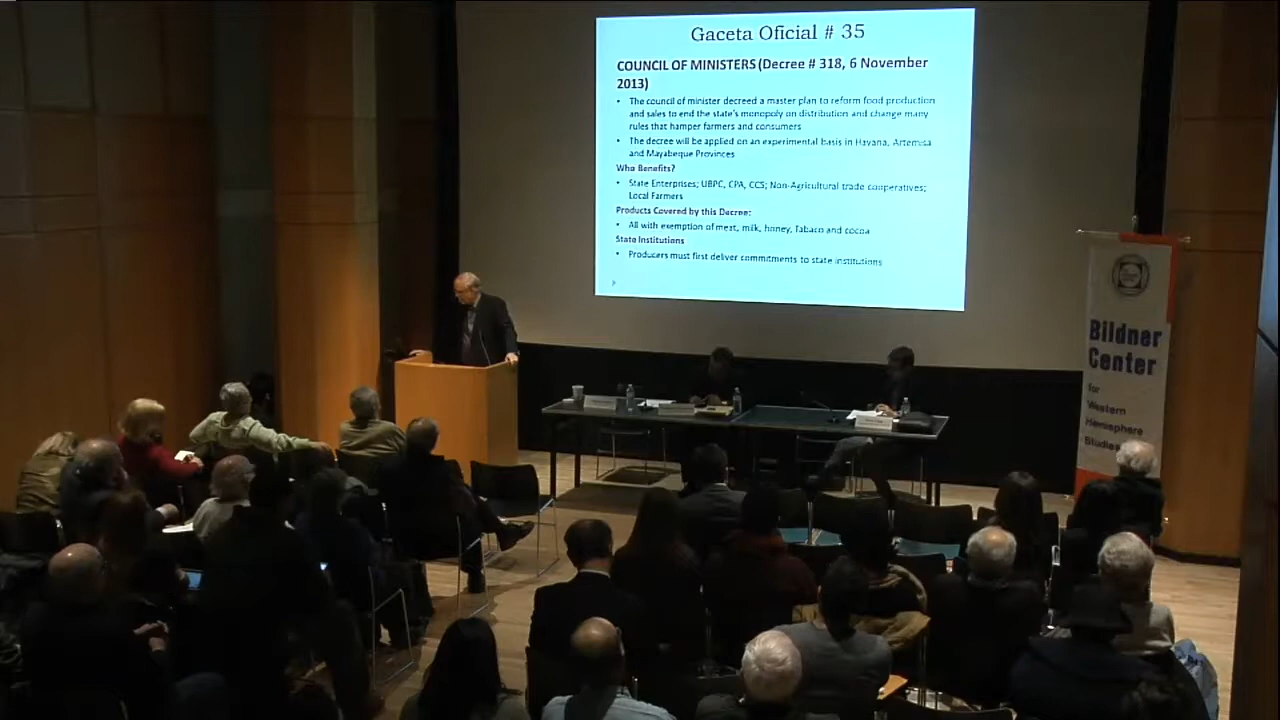 Gaceta Oficial # 35
COUNCIL OF MINISTERS (Decree # 318, 6 November
2013)
• The council of minister decreed a master plan to reform food production
and sales to end the state's monopoly on distribution and change many
rules that hamper farmers and consumers
• The decree will be applied on an experimental basis in Havana, Artemisa
and Mayabeque Provinces
Who Benefits?
• State Enterprises; UBPC, CPA, CCS; Non-Agricultural trade cooperatives;
Local Farmers
Products Covered by this Decree:
• All with exemption of meat, milk, honey, Tabaco and cocoa
State Institutions
• Producers must first deliver commitments to state institutions
Bildner
Center
for
Western
Hemisphere
Studies